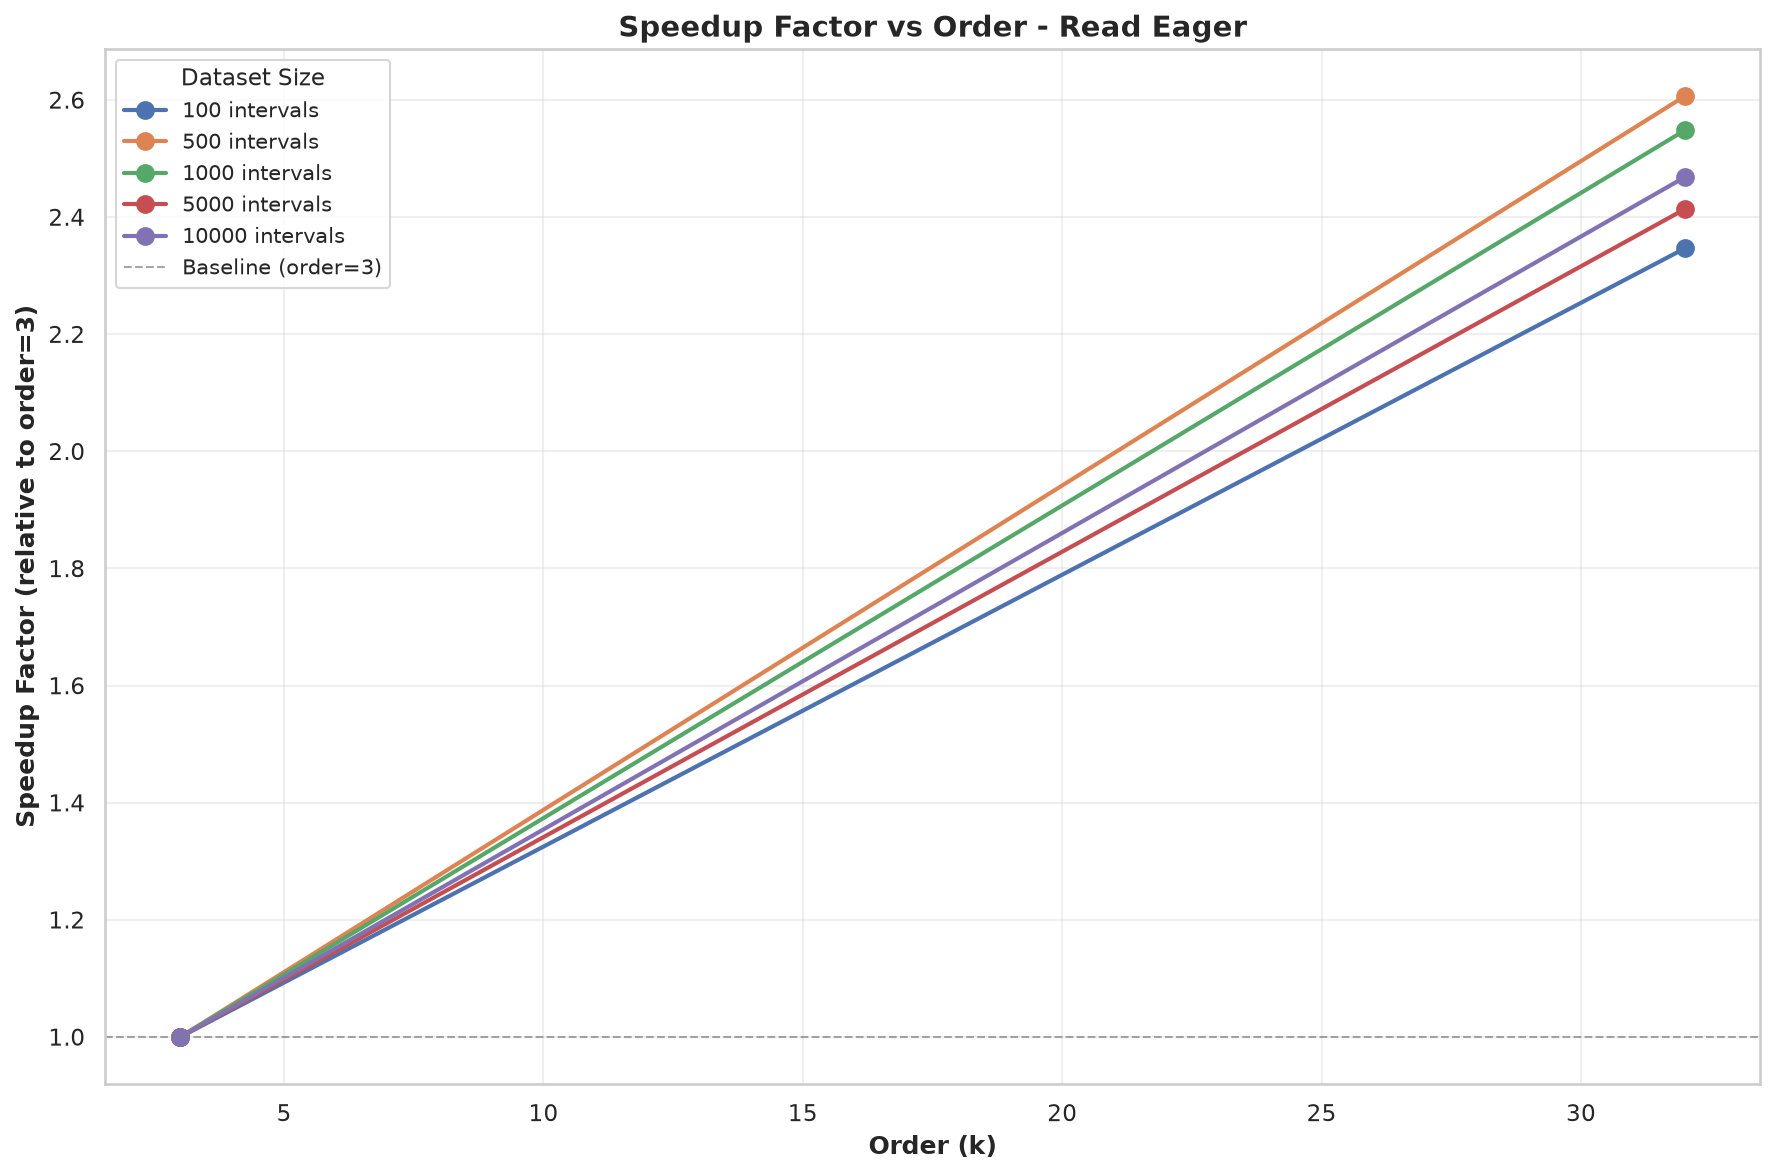 Speedup Factor vs Order - Read Eager
Dataset Size
100 intervals
500 intervals
1000 intervals
5000 intervals
10000 intervals
Baseline (order=3)
Speedup Factor (relative to order=3)
2.6
2.4
2.2
2.0
1.8
1.6
1.4
1.2
1.0
5 10 15 20 25 30
Order (k)